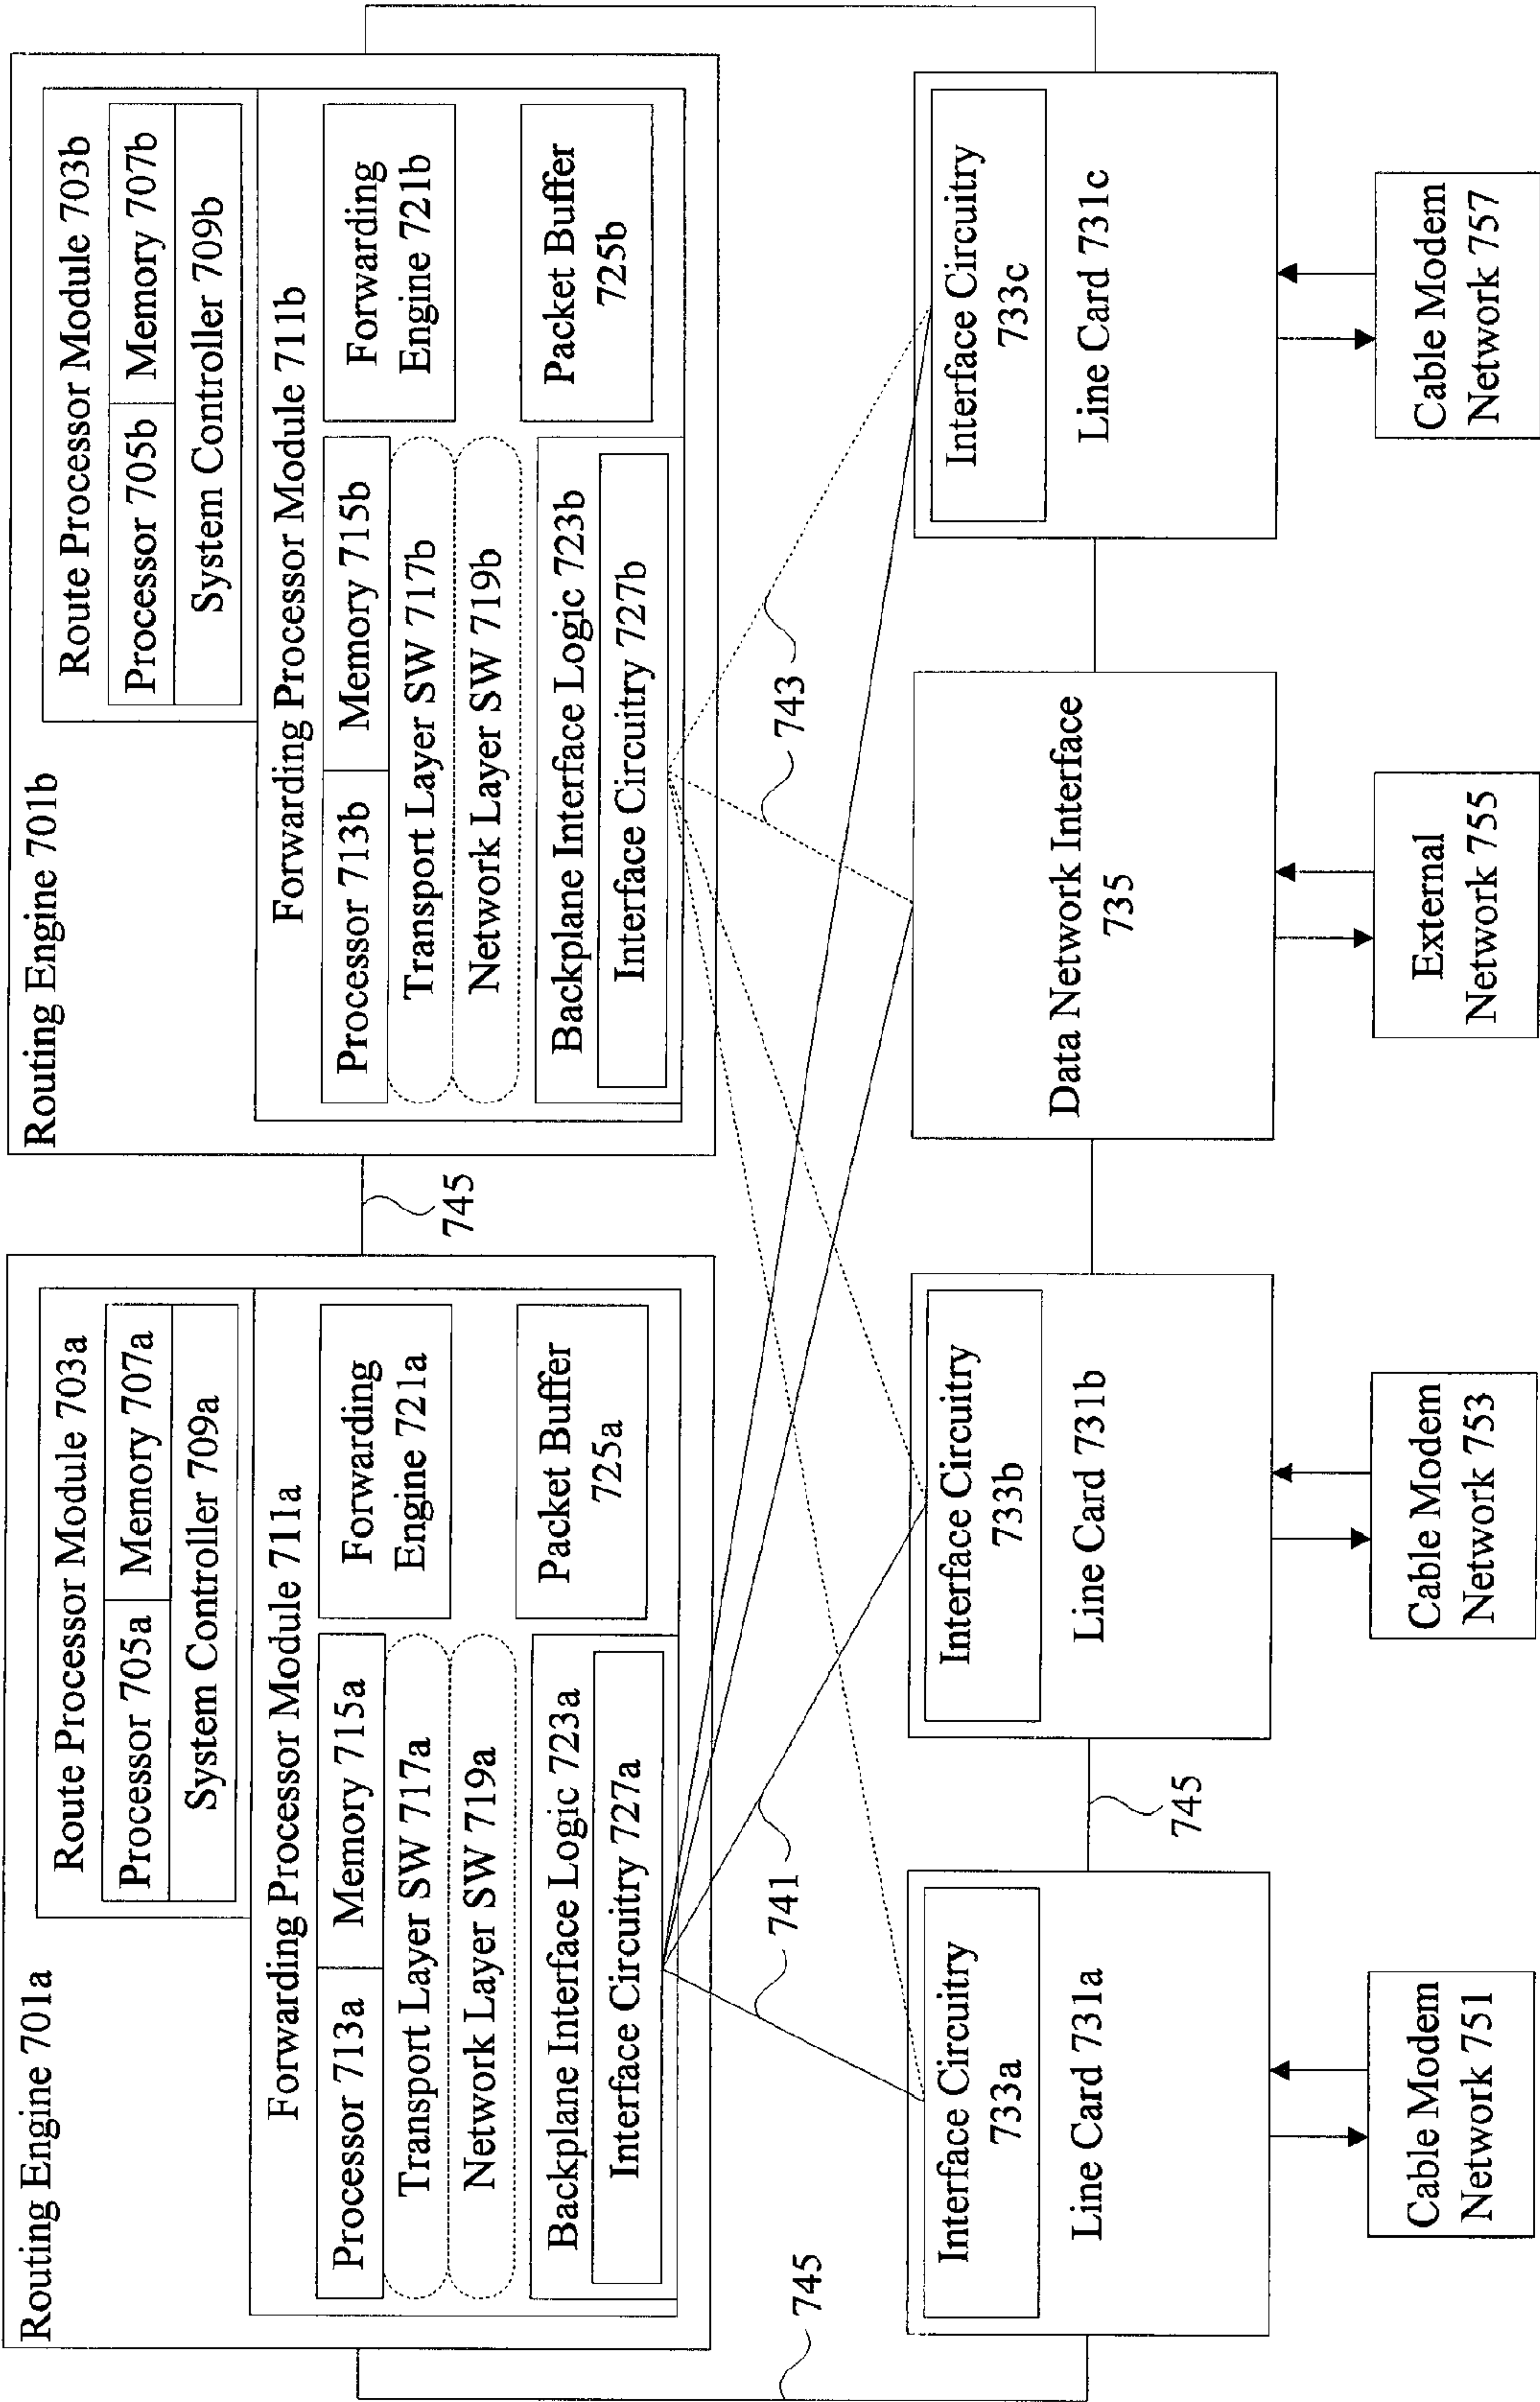 Routing Engine 701a
Route Processor Module 703a
Processor 705a
Memory 707a
System Controller 709a
Forwarding Processor Module 711a
Processor 713a
Memory 715a
Transport Layer SW 717a
Network Layer SW 719a
Forwarding
Engine 721a
Backplane Interface Logic 723a
Interface Circuitry 727a
Packet Buffer
725a
745
Routing Engine 701b
Route Processor Module 703b
Processor 705b
Memory 707b
System Controller 709b
Forwarding Processor Module 711b
Processor 713b
Memory 715b
Transport Layer SW 717b
Network Layer SW 719b
Forwarding
Engine 721b
Backplane Interface Logic 723b
Interface Circuitry 727b
Packet Buffer
725b
745
741
743
Interface Circuitry
733a
Line Card 731a
745
Interface Circuitry
733b
Line Card 731b
Data Network Interface
735
Interface Circuitry
733c
Line Card 731c
Cable Modem
Network 751
Cable Modem
Network 753
External
Network 755
Cable Modem
Network 757